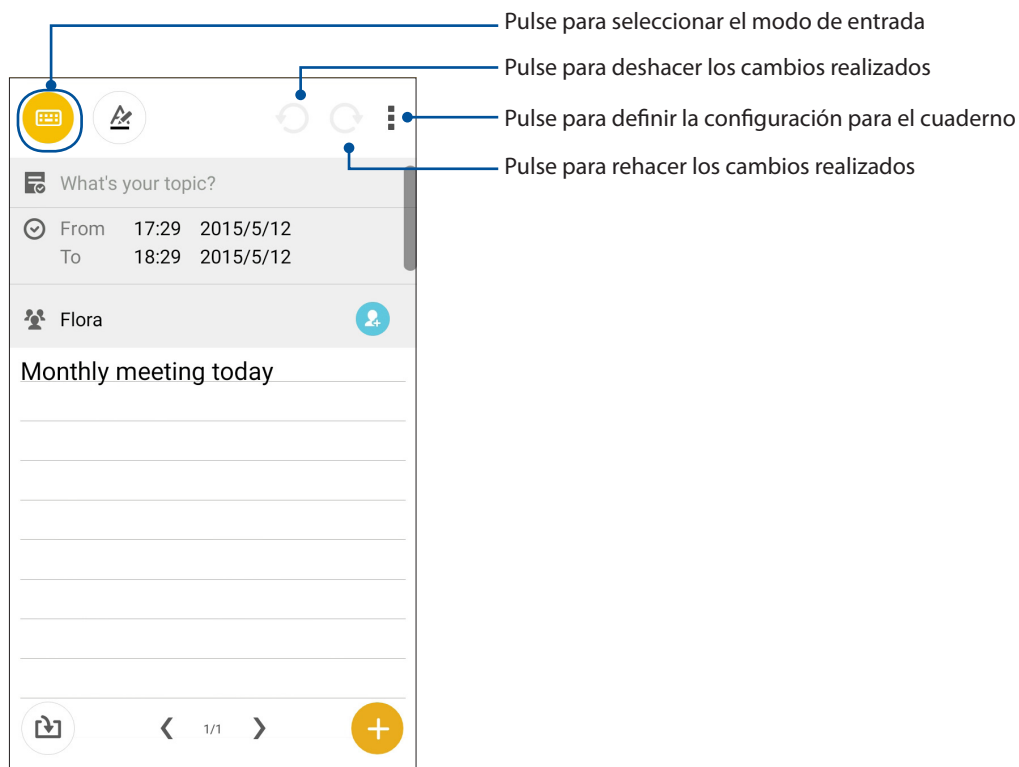 Pulse para seleccionar el modo de entrada
Pulse para deshacer los cambios realizados
Pulse para definir la configuración para el cuaderno
Pulse para rehacer los cambios realizados
What's your topic?
From 17:29 2015/5/12
To 18:29 2015/5/12
Flora
Monthly meeting today
1/1